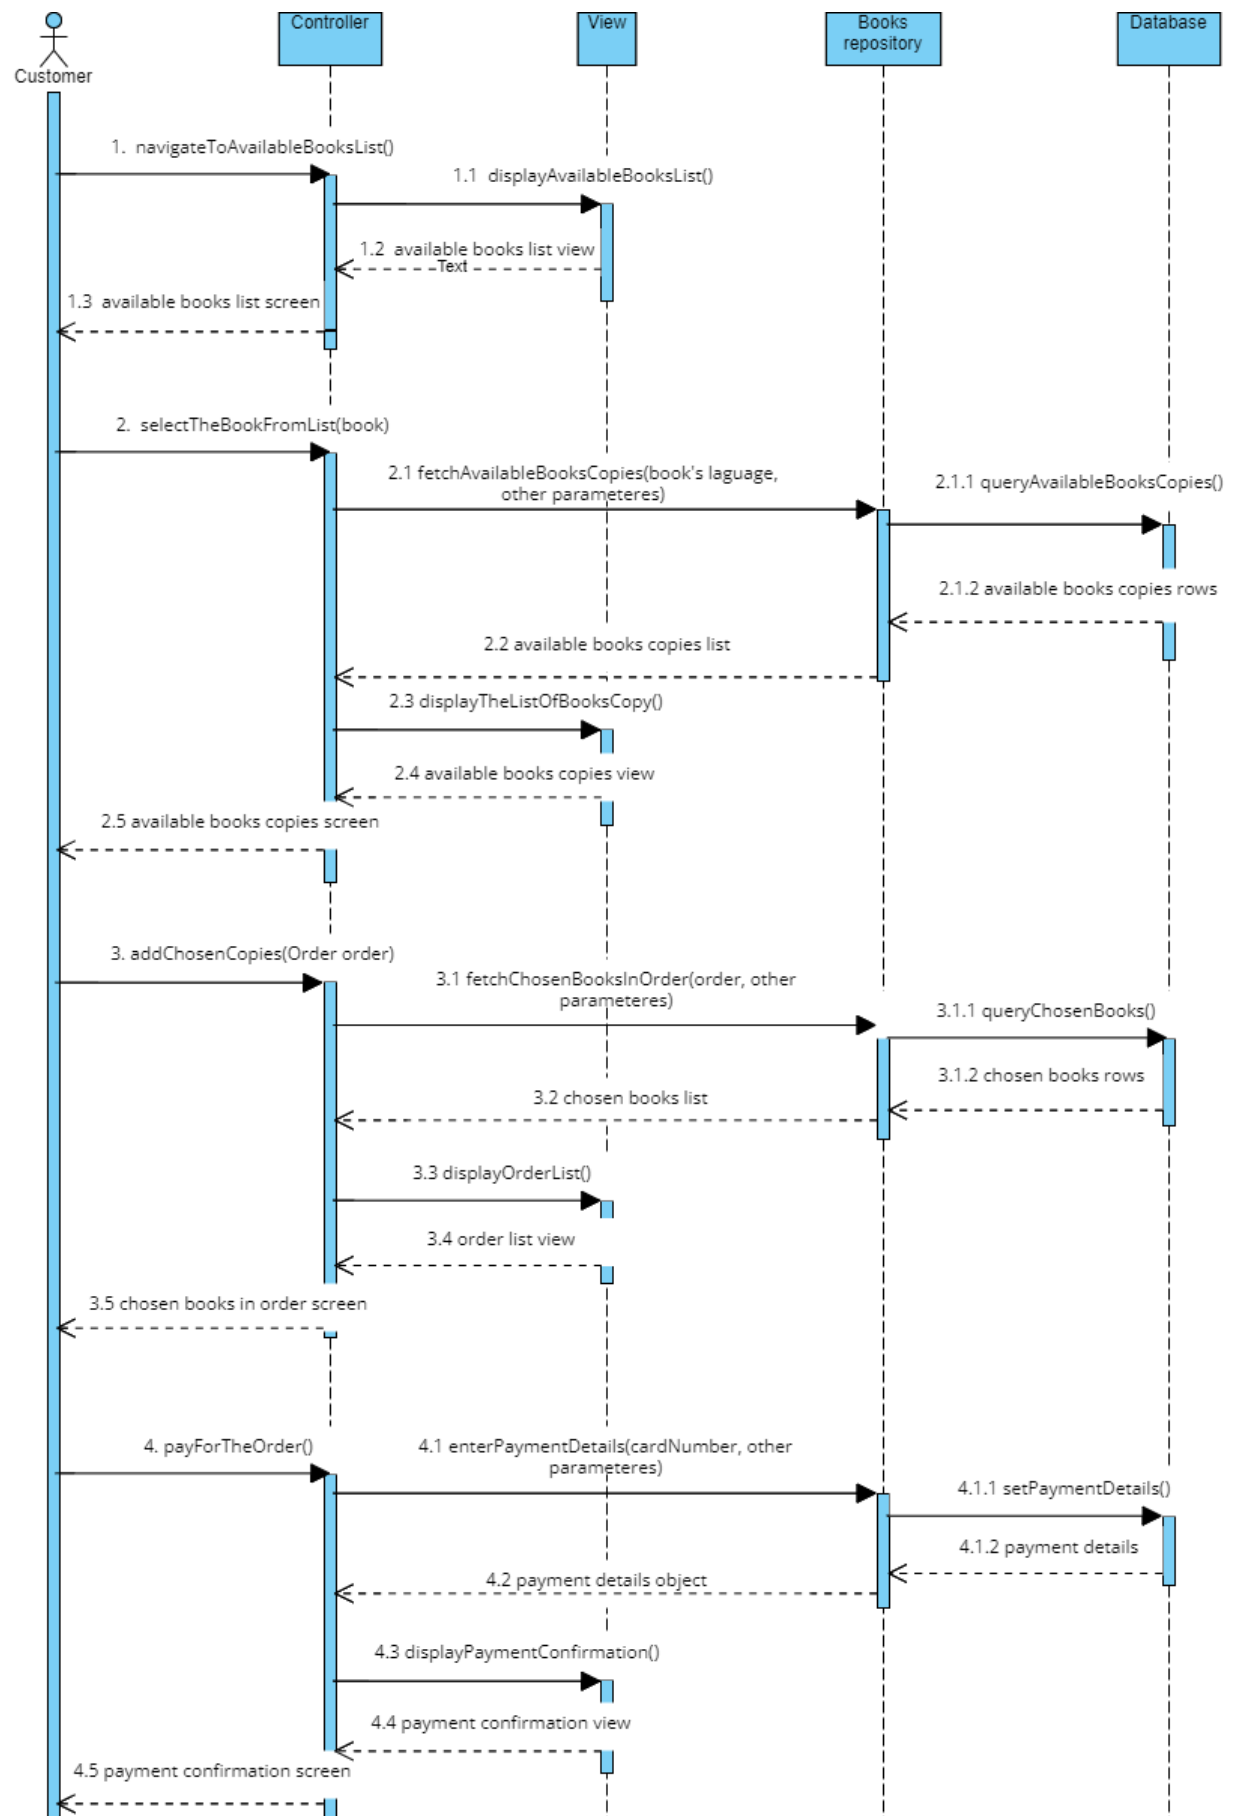 Controller
View
Books
repository
Database
Customer
1. navigateToAvailableBooksList()
1.1 displayAvailableBooksList()
1.2 available books list view
Text
1.3 available books list screen
2. selectTheBookFromList(book)
2.1 fetchAvailableBooksCopies(book's laguage,
other parameteres)
2.1.1 queryAvailableBooksCopies()
2.1.2 available books copies rows
2.2 available books copies list
2.3 displayTheListOfBooksCopy()
2.4 available books copies view
2.5 available books copies screen
3. addChosenCopies(Order order)
3.1 fetchChosenBooksInOrder(order, other
parameteres)
3.1.1 queryChosenBooks()
3.1.2 chosen books rows
3.2 chosen books list
3.3 displayOrderList()
3.4 order list view
3.5 chosen books in order screen
4. payForTheOrder()
4.1 enterPaymentDetails(cardNumber, other
parameteres)
4.1.1 setPaymentDetails()
4.1.2 payment details
4.2 payment details object
4.3 displayPaymentConfirmation()
4.4 payment confirmation view
4.5 payment confirmation screen